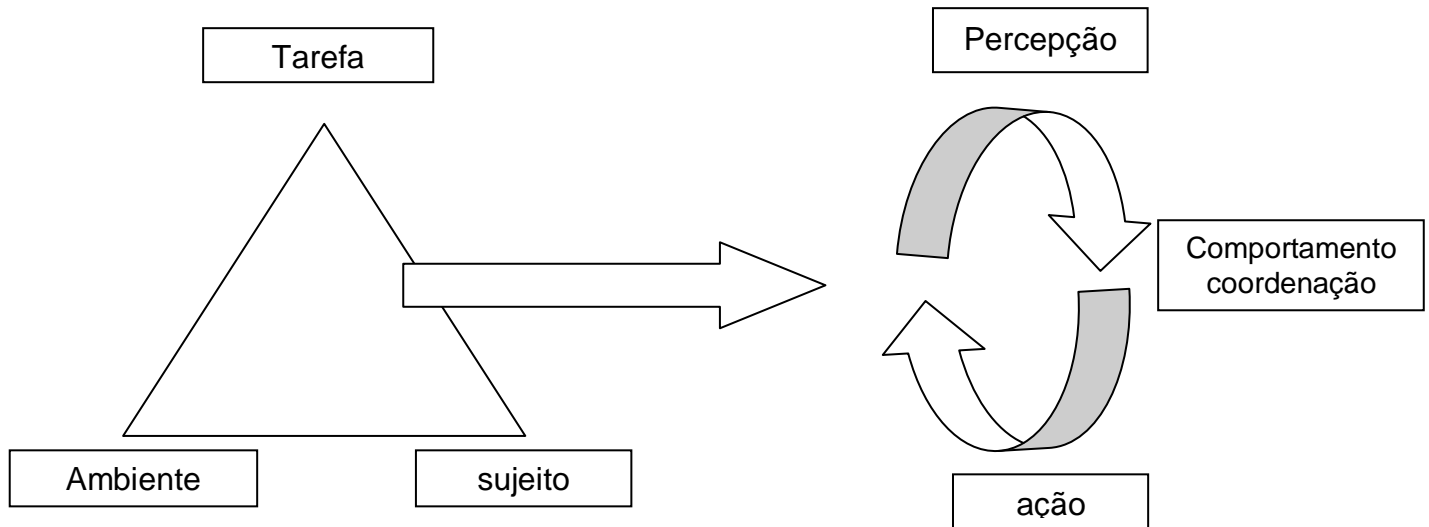 Tarefa
Percepção
Comportamento
coordenação
Ambiente
sujeito
ação